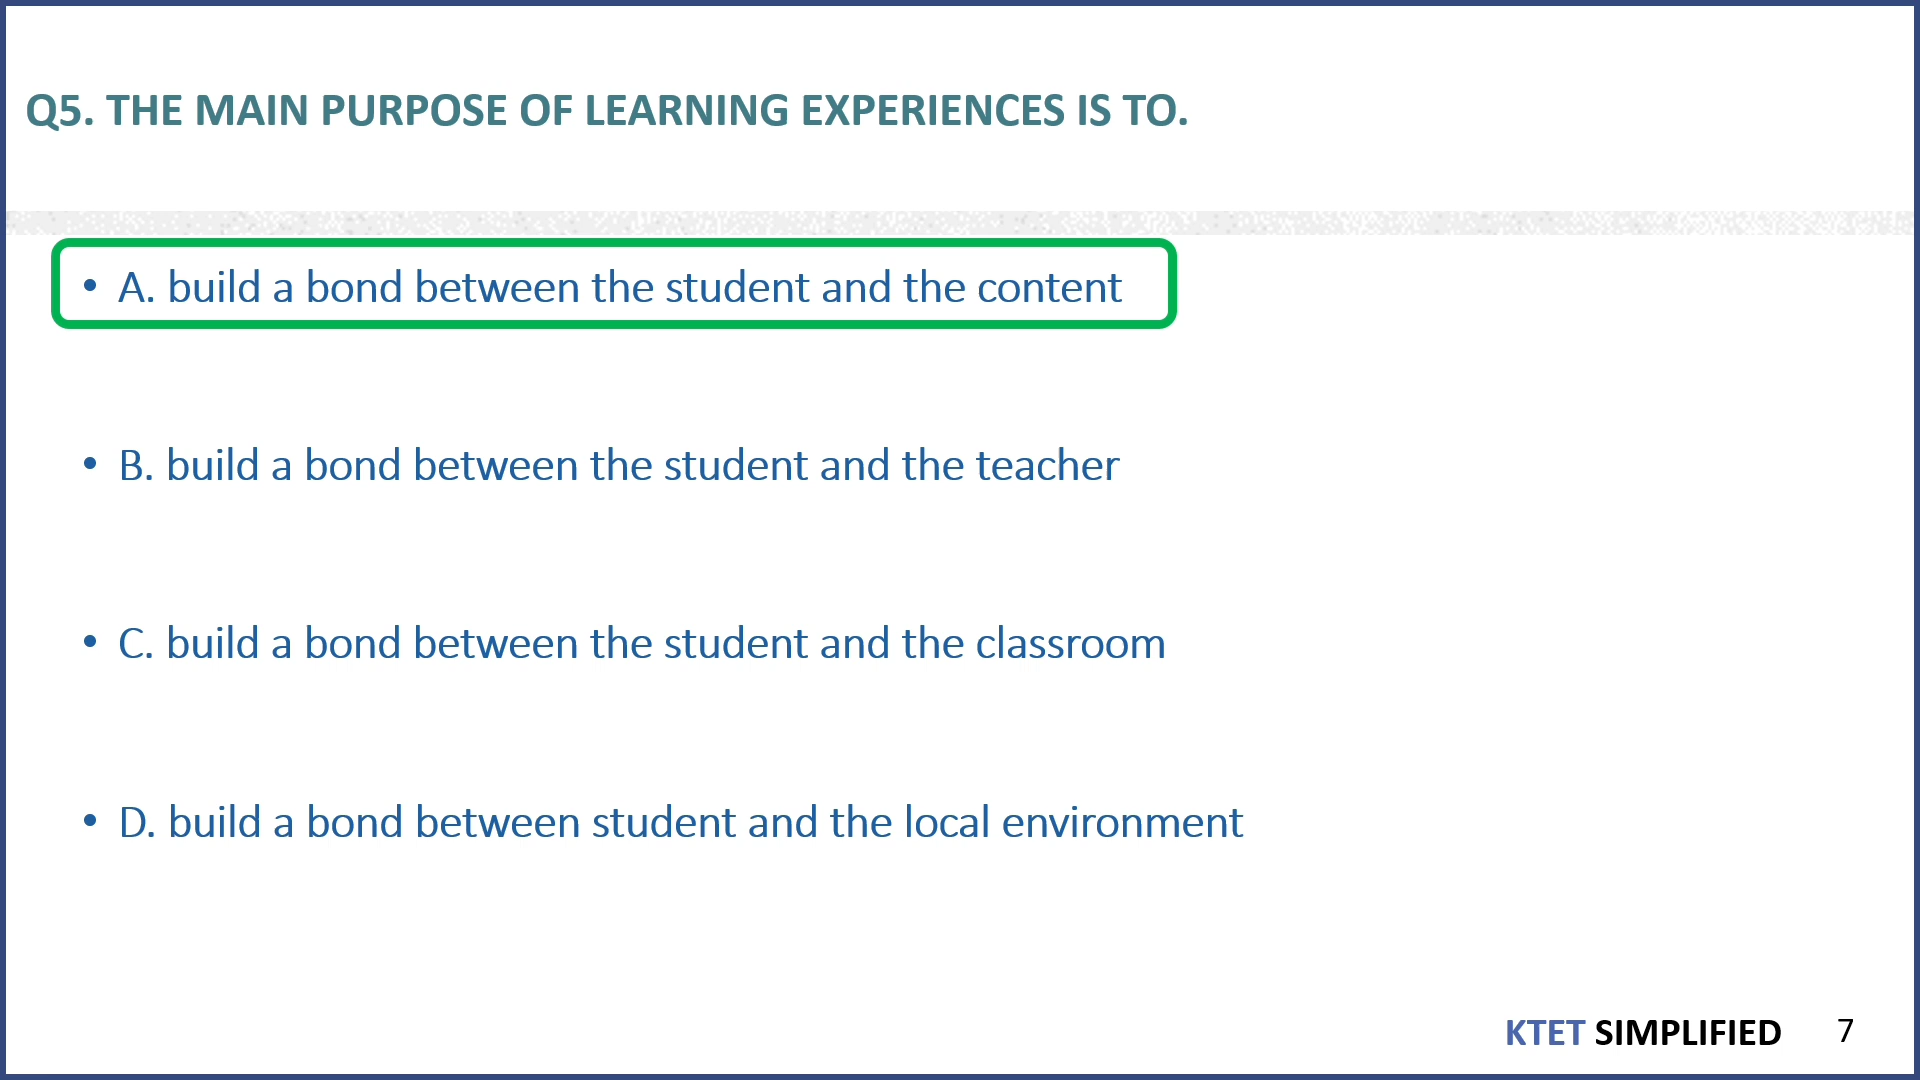 Q5. THE MAIN PURPOSE OF LEARNING EXPERIENCES IS TO.
• A. build a bond between the student and the content
• B. build a bond between the student and the teacher
• C. build a bond between the student and the classroom
• D. build a bond between student and the local environment
KTET SIMPLIFIED 7